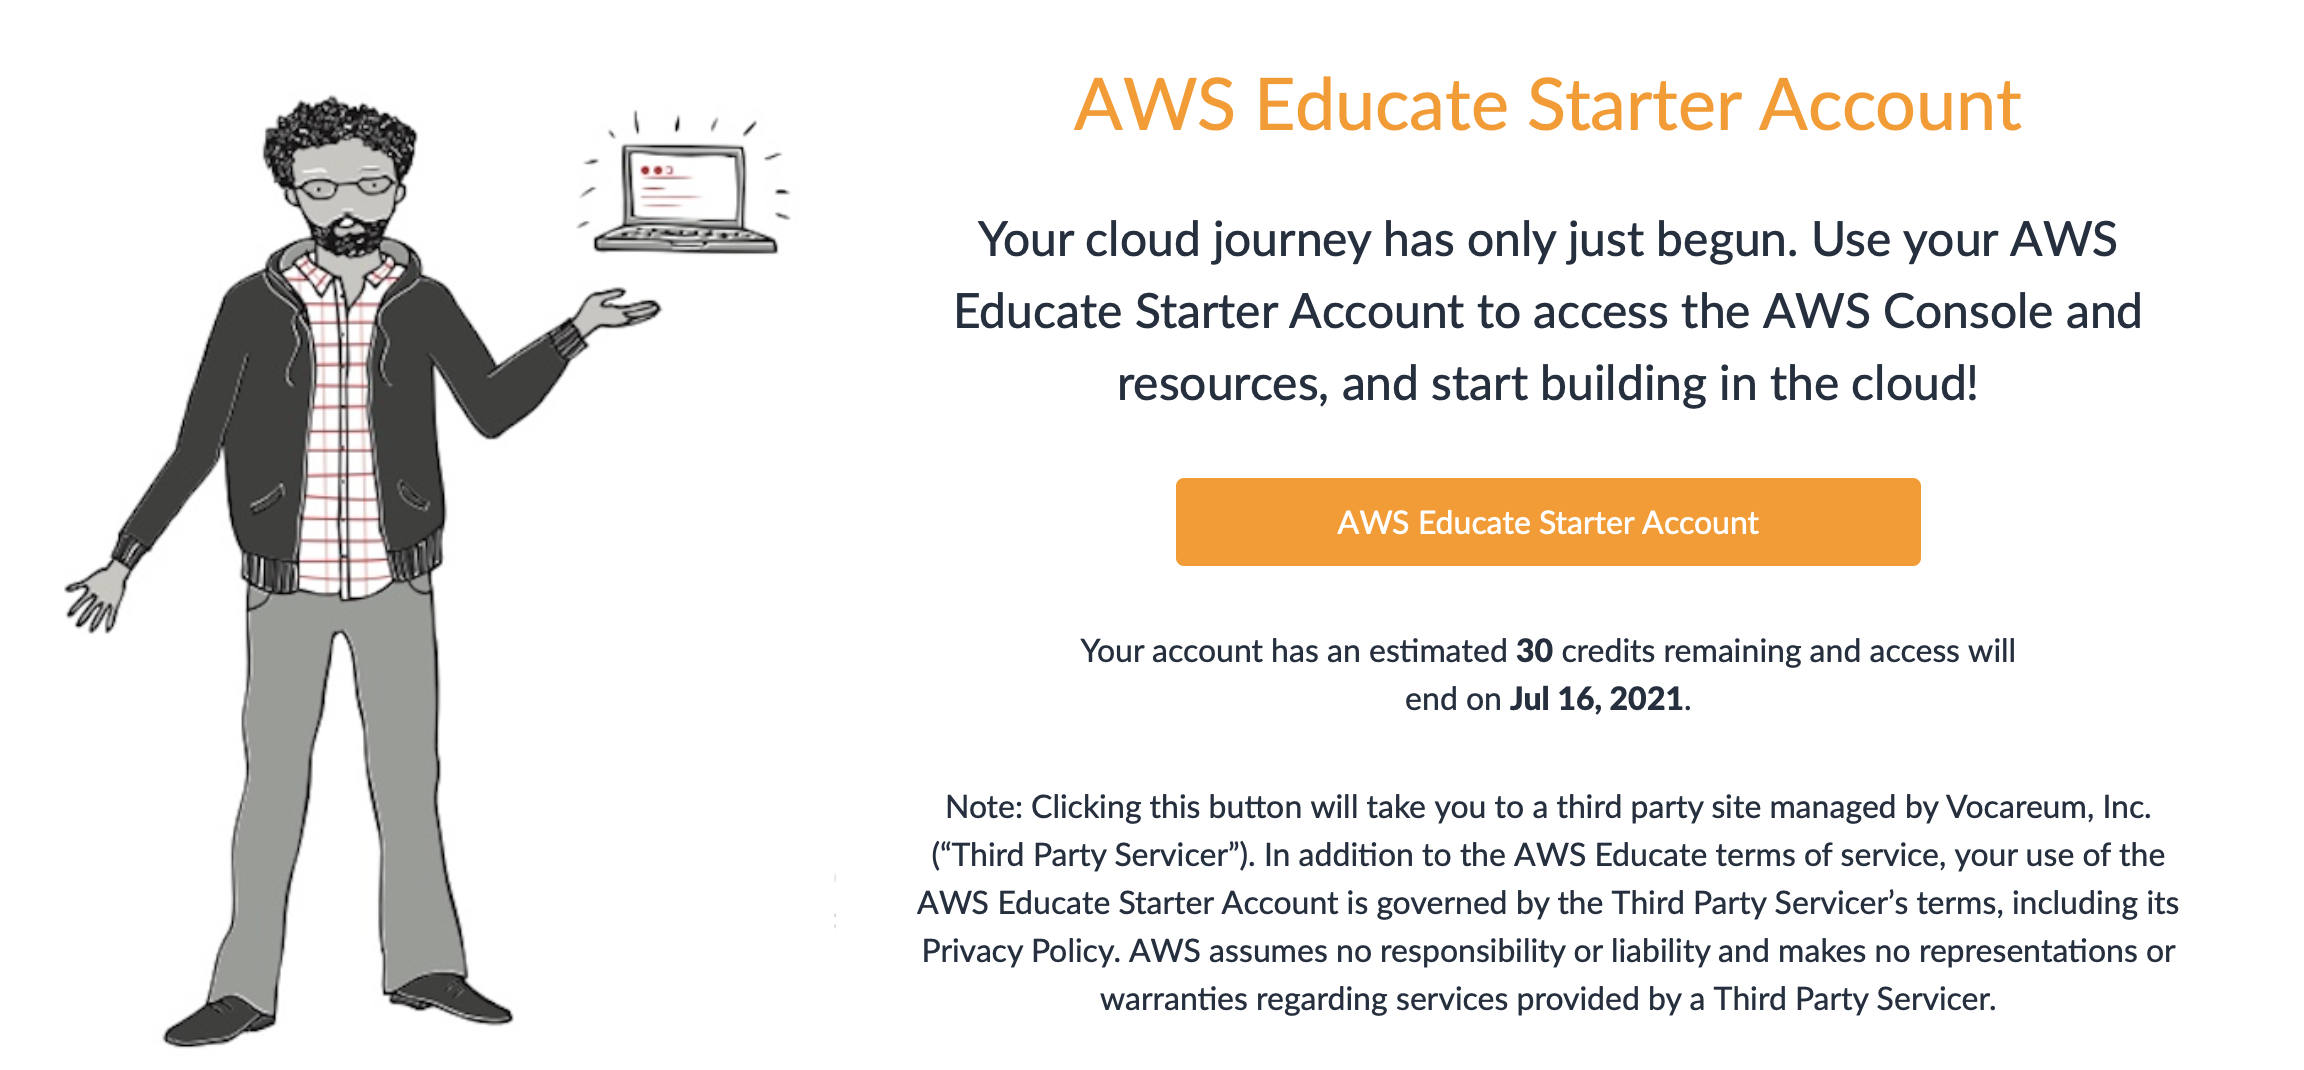 AWS Educate Starter Account
Your cloud journey has only just begun. Use your AWS
Educate Starter Account to access the AWS Console and
resources, and start building in the cloud!
AWS Educate Starter Account
Your account has an estimated 30 credits remaining and access will
end on Jul 16, 2021.
Note: Clicking this button will take you to a third party site managed by Vocareum, Inc.
(“Third Party Servicer”). In addition to the AWS Educate terms of service, your use of the
AWS Educate Starter Account is governed by the Third Party Servicer’s terms, including its
Privacy Policy. AWS assumes no responsibility or liability and makes no representations or
warranties regarding services provided by a Third Party Servicer.